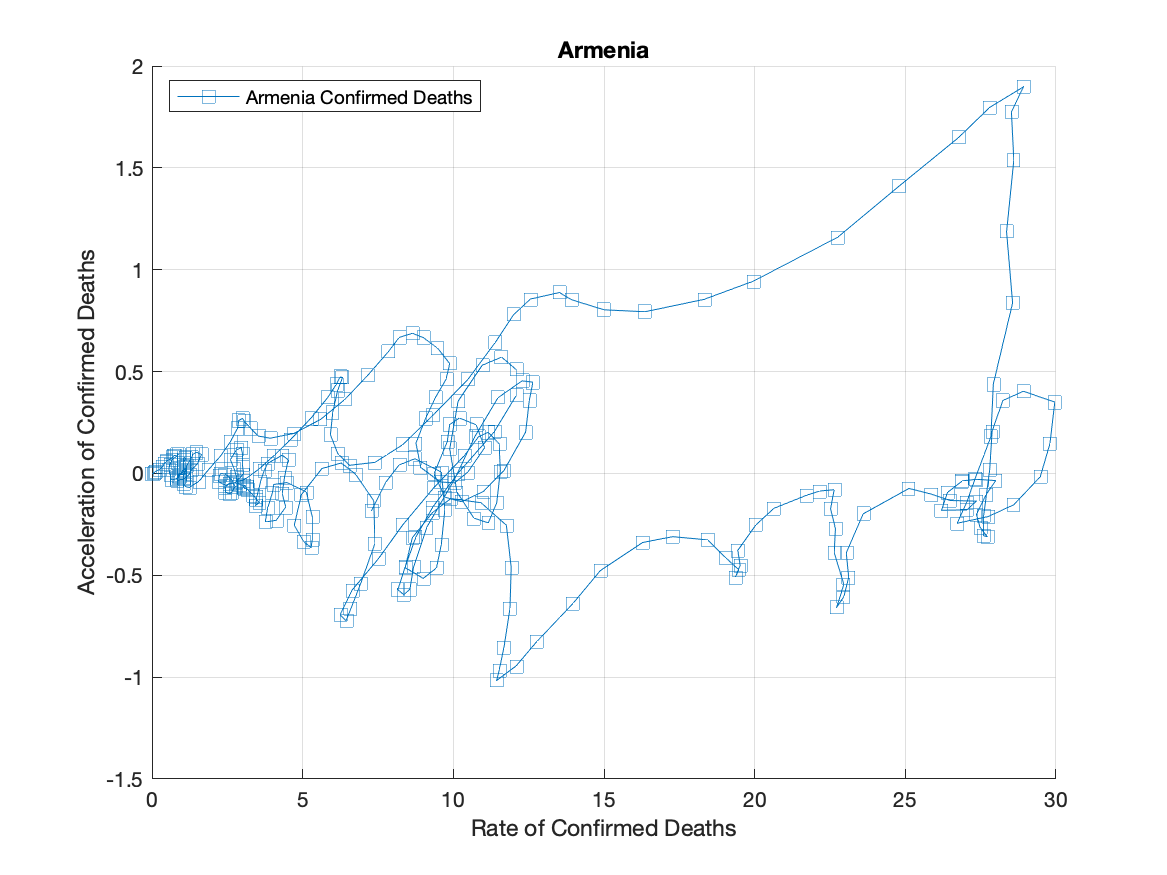 Armenia
Armenia Confirmed Deaths
2
1.5
1
0.5
0
-0.5
-1
-1.5
Acceleration of Confirmed Deaths
0 5 10 15 20 25 30
Rate of Confirmed Deaths